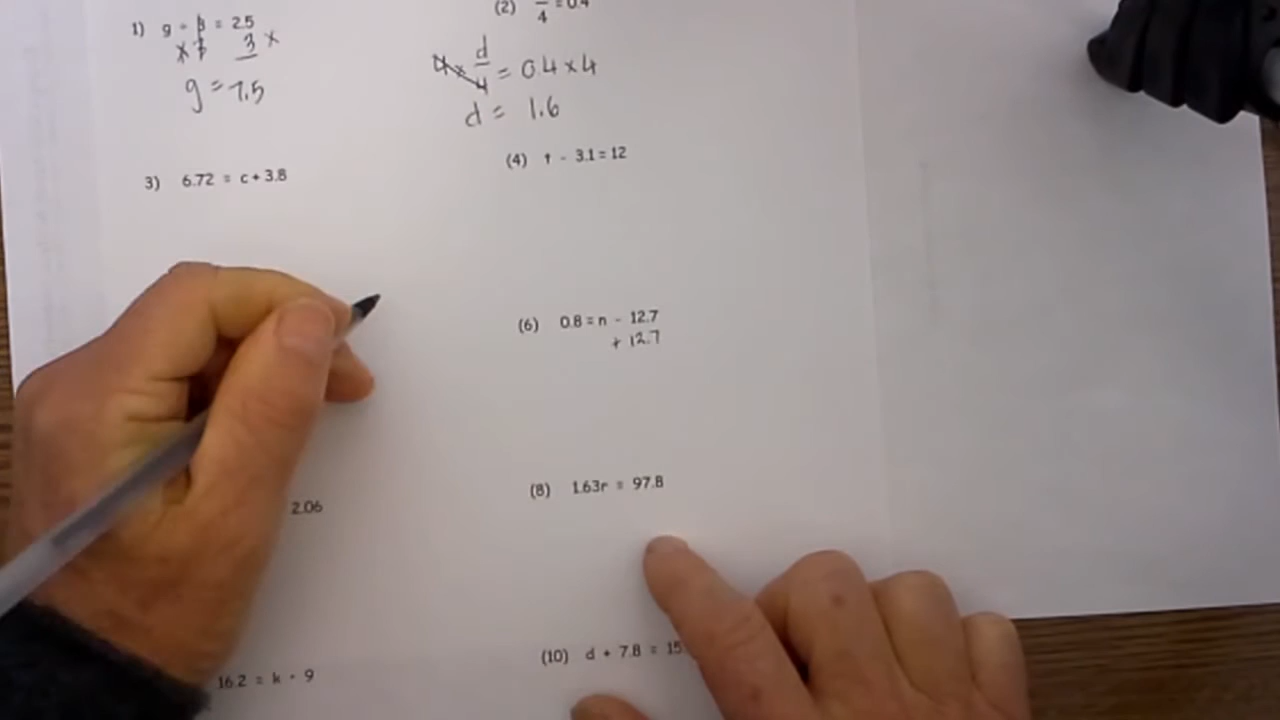 1) g ÷ 3 = 2.5
× 3 3 ×
g = 7.5
(2) 4 = 0.4
4 × d/4 = 0.4 × 4
d = 1.6
3) 6.72 = c + 3.8
(4) t - 3.1 = 12
(6) 0.8 = n - 12.7
+ 12.7
2.06
(8) 1.63r = 97.8
16.2 = k · 9
(10) d + 7.8 = 15